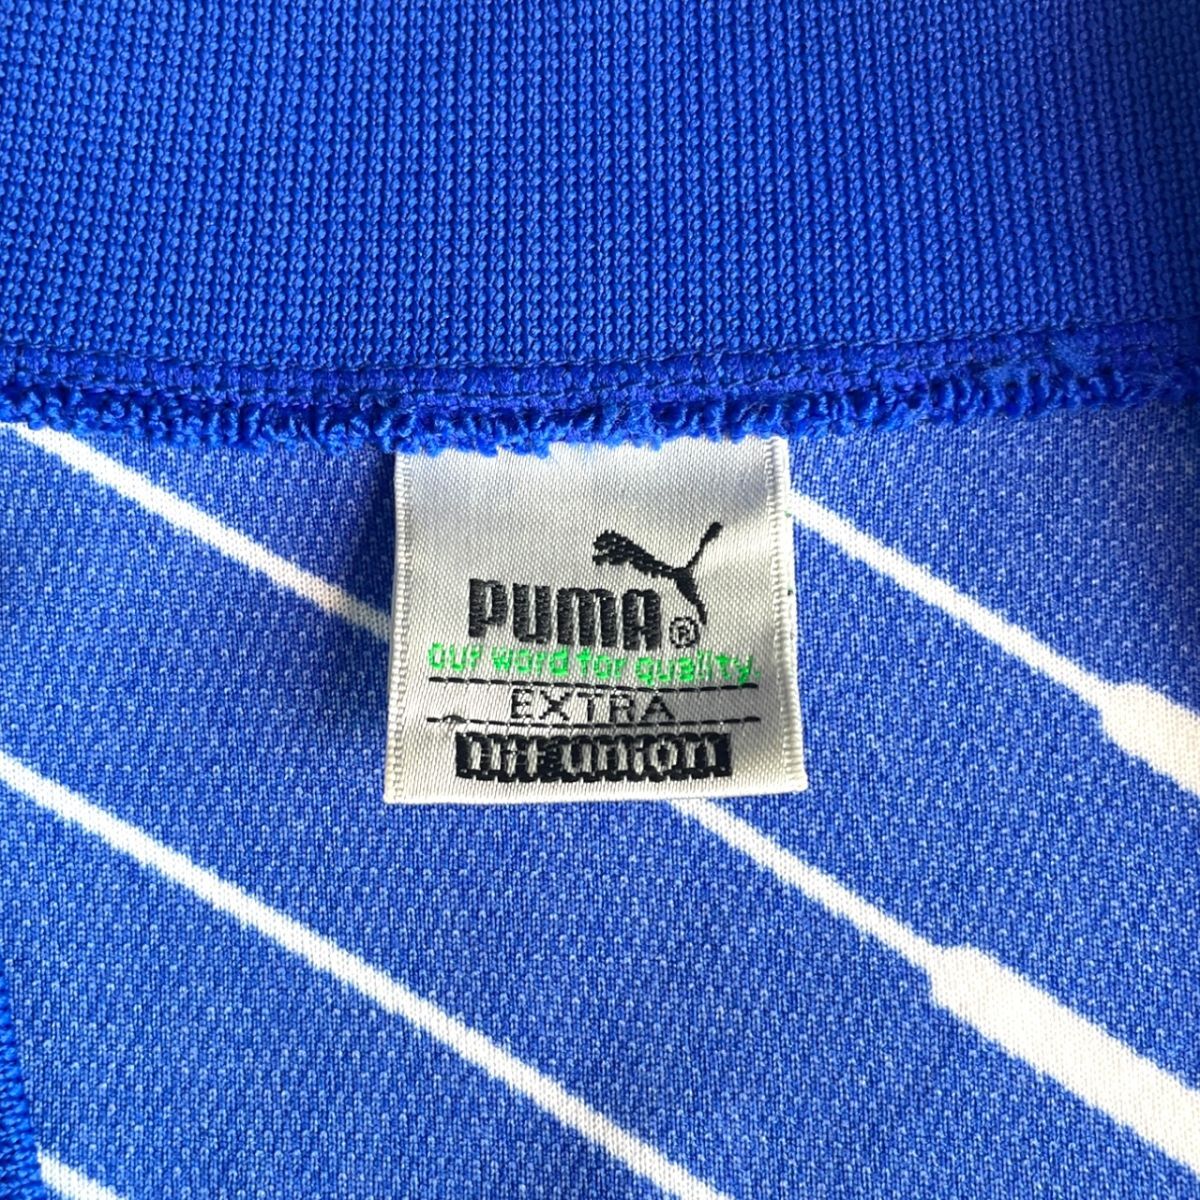 PUMA®
our word for quality.
EXTRA
hit union